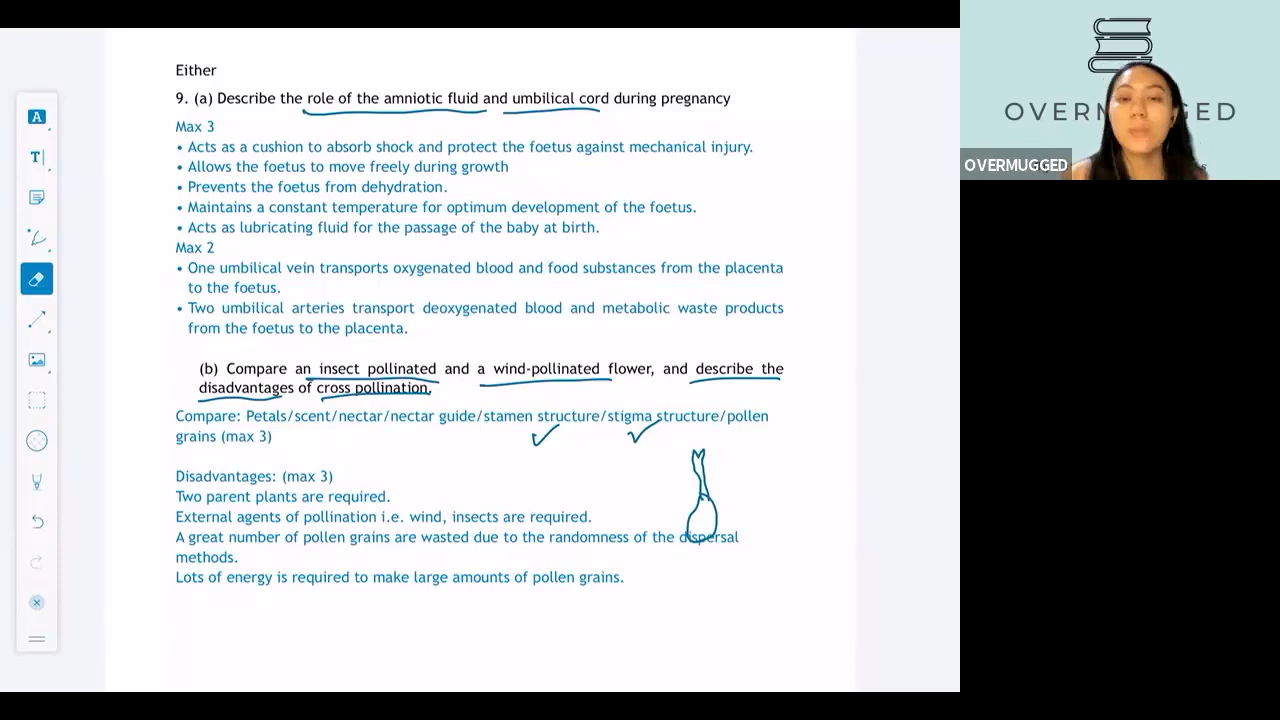 Either
9. (a) Describe the role of the amniotic fluid and umbilical cord during pregnancy
Max 3
• Acts as a cushion to absorb shock and protect the foetus against mechanical injury.
• Allows the foetus to move freely during growth
• Prevents the foetus from dehydration.
• Maintains a constant temperature for optimum development of the foetus.
• Acts as lubricating fluid for the passage of the baby at birth.
Max 2
• One umbilical vein transports oxygenated blood and food substances from the placenta
to the foetus.
• Two umbilical arteries transport deoxygenated blood and metabolic waste products
from the foetus to the placenta.
(b) Compare an insect pollinated and a wind-pollinated flower, and describe the
disadvantages of cross pollination.
Compare: Petals/scent/nectar/nectar guide/stamen structure/stigma structure/pollen
grains (max 3)
Disadvantages: (max 3)
Two parent plants are required.
External agents of pollination i.e. wind, insects are required.
A great number of pollen grains are wasted due to the randomness of the dispersal
methods.
Lots of energy is required to make large amounts of pollen grains.
A
T
OVERMUGGED